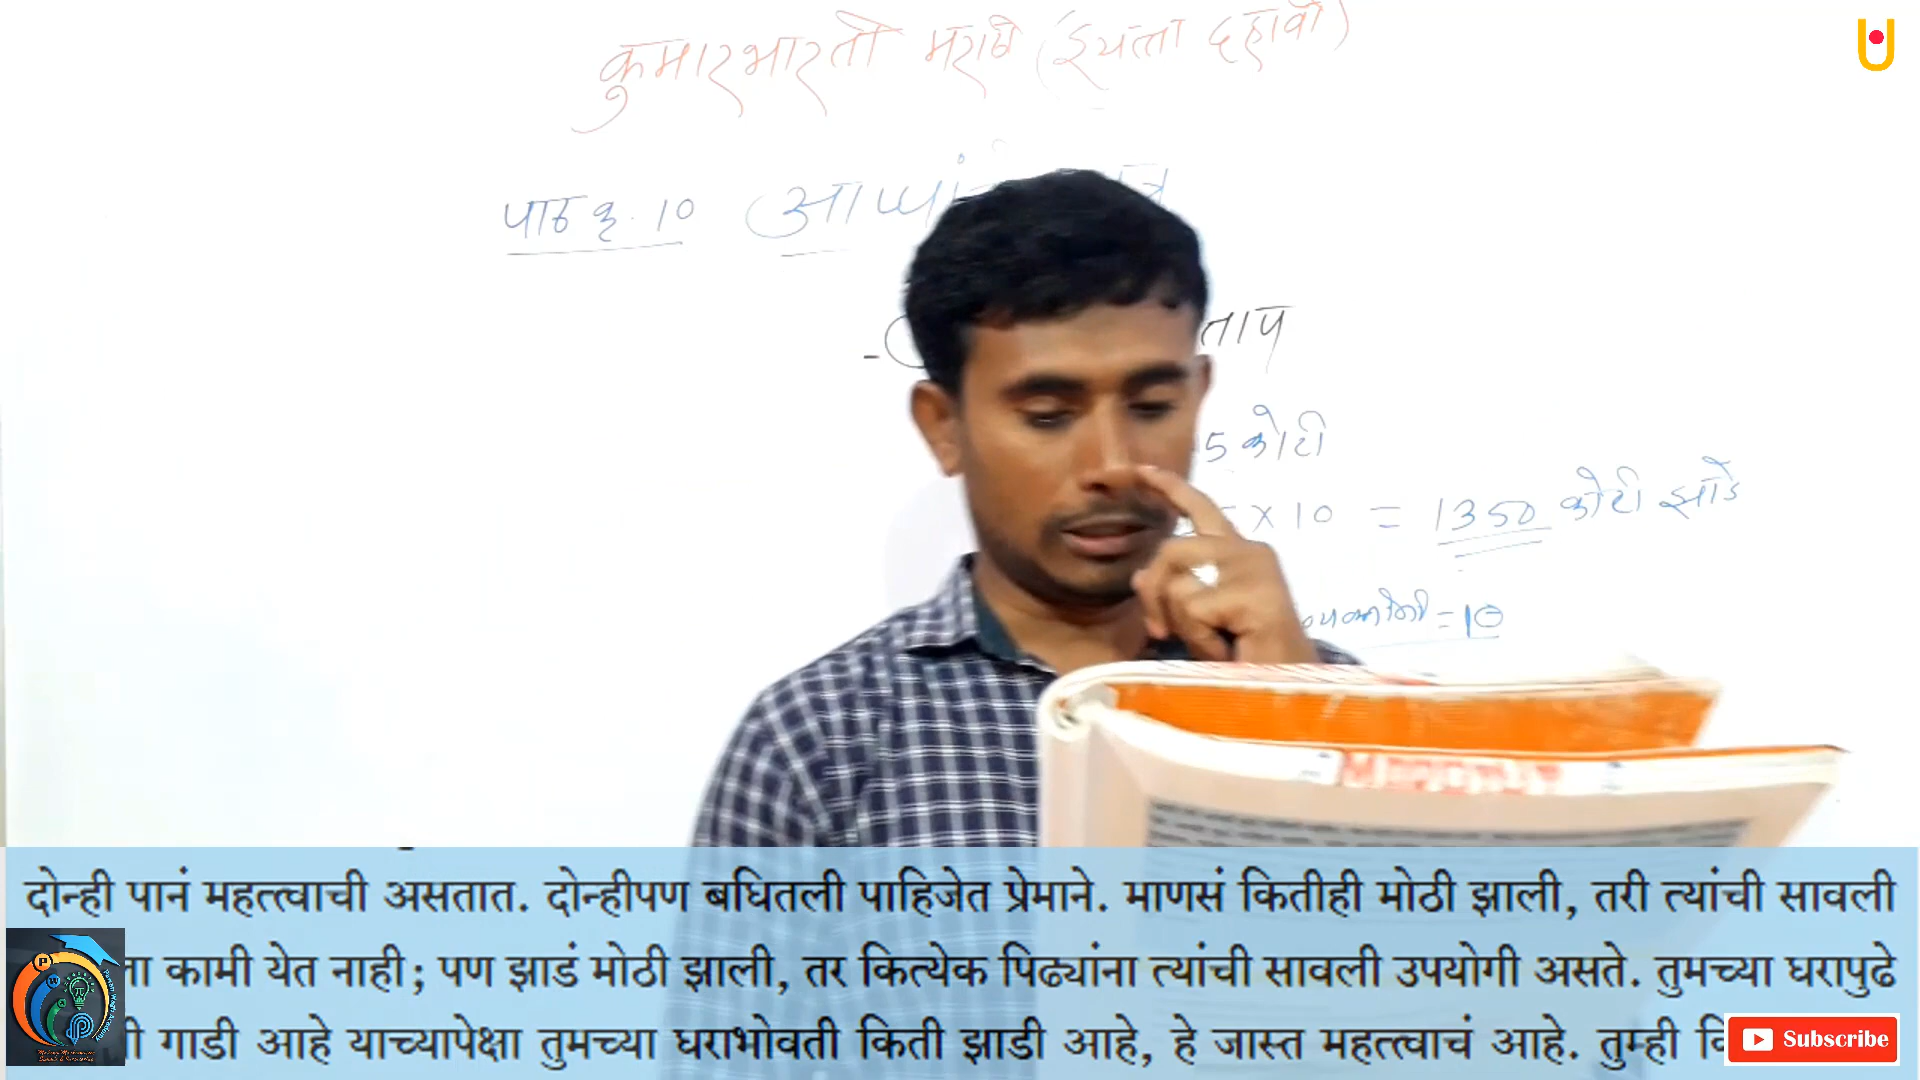 कुमारभारती मराठी (इयत्ता दहावी)
पाठ क्र. 10
ताप
5 कोटी
x 10 = 1350 कोटी झाडे
= 10
दोन्ही पानं महत्त्वाची असतात. दोन्हीपण बघितली पाहिजेत प्रेमाने. माणसं कितीही मोठी झाली, तरी त्यांची सावली
कामी येत नाही; पण झाडं मोठी झाली, तर कित्येक पिढ्यांना त्यांची सावली उपयोगी असते. तुमच्या घरापुढे
गाडी आहे याच्यापेक्षा तुमच्या घराभोवती किती झाडी आहे, हे जास्त महत्वाचं आहे. तुम्ही
Subscribe